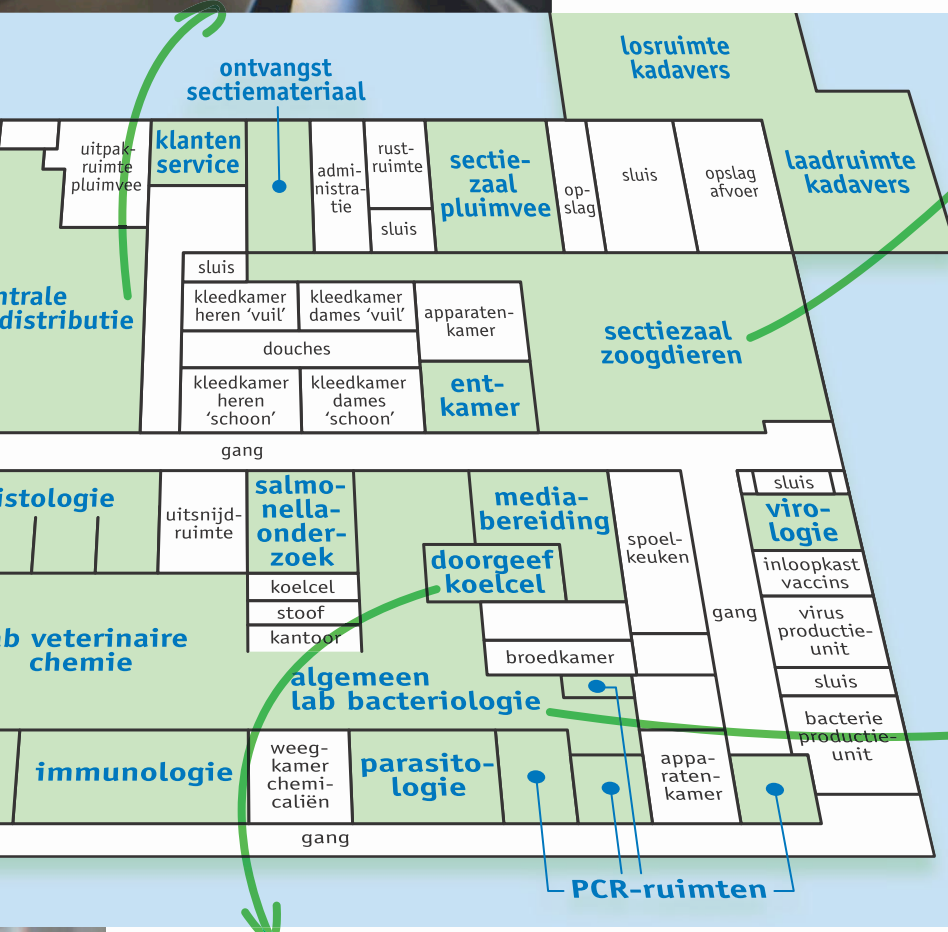 losruimte
kadavers
ontvangst
sectiemateriaal
uitpak-
ruimte
pluimvee
klanten
service
admi-
nistra-
tie
rust-
ruimte
sluis
sectie-
zaal
pluimvee
op-
slag
sluis
opslag
afvoer
laadruimte
kadavers
sluis
kleedkamer
heren ‘vuil’
kleedkamer
dames ‘vuil’
apparaten-
kamer
ntrale
distributie
douches
sectiezaal
zoogdieren
kleedkamer
heren
‘schoon’
kleedkamer
dames
‘schoon’
ent-
kamer
gang
istologie
uitsnijd-
ruimte
salmo-
nella-
onder-
zoek
media-
bereiding
doorgeef
koelcel
spoel-
keuken
sluis
viro-
logie
koelcel
stoof
kantoor
inloopkast
vaccins
gang
virus
productie-
unit
ab veterinaire
chemie
broedkamer
sluis
algemeen
lab bacteriologie
bacterie
productie-
unit
immunologie
weeg-
kamer
chemi-
caliën
parasito-
logie
appa-
raten-
kamer
gang
PCR-ruimten